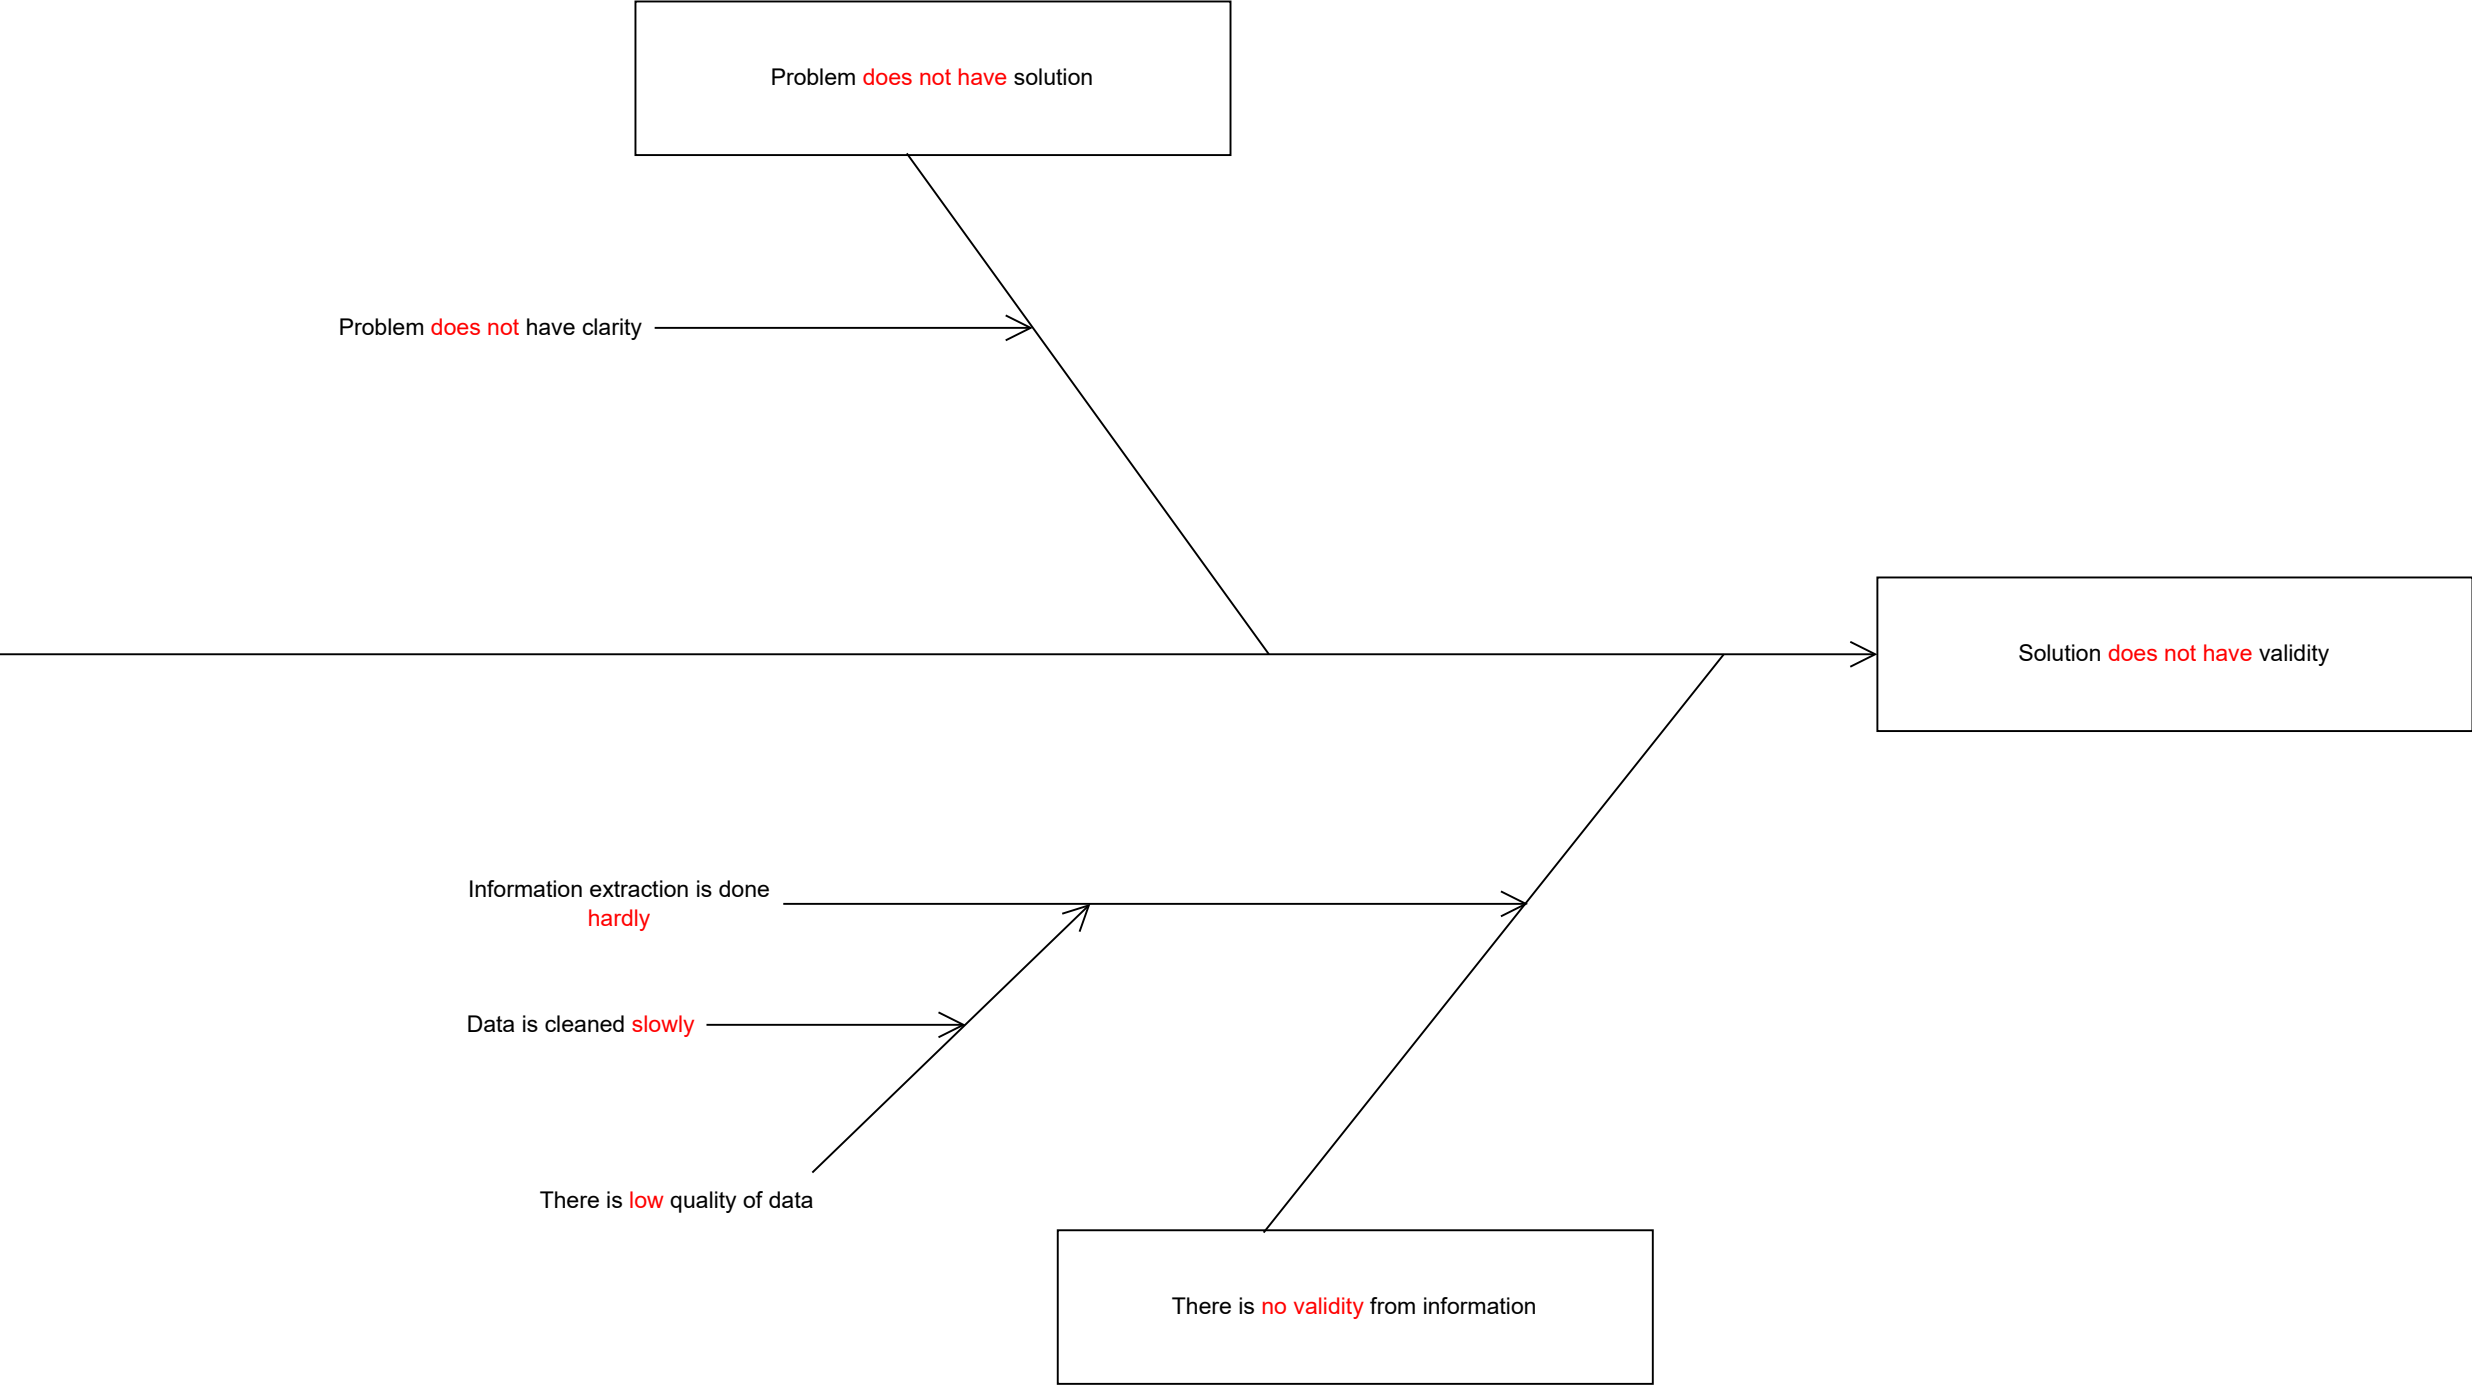 Problem does not have solution
Problem does not have clarity
Solution does not have validity
Information extraction is done
hardly
Data is cleaned slowly
There is low quality of data
There is no validity from information